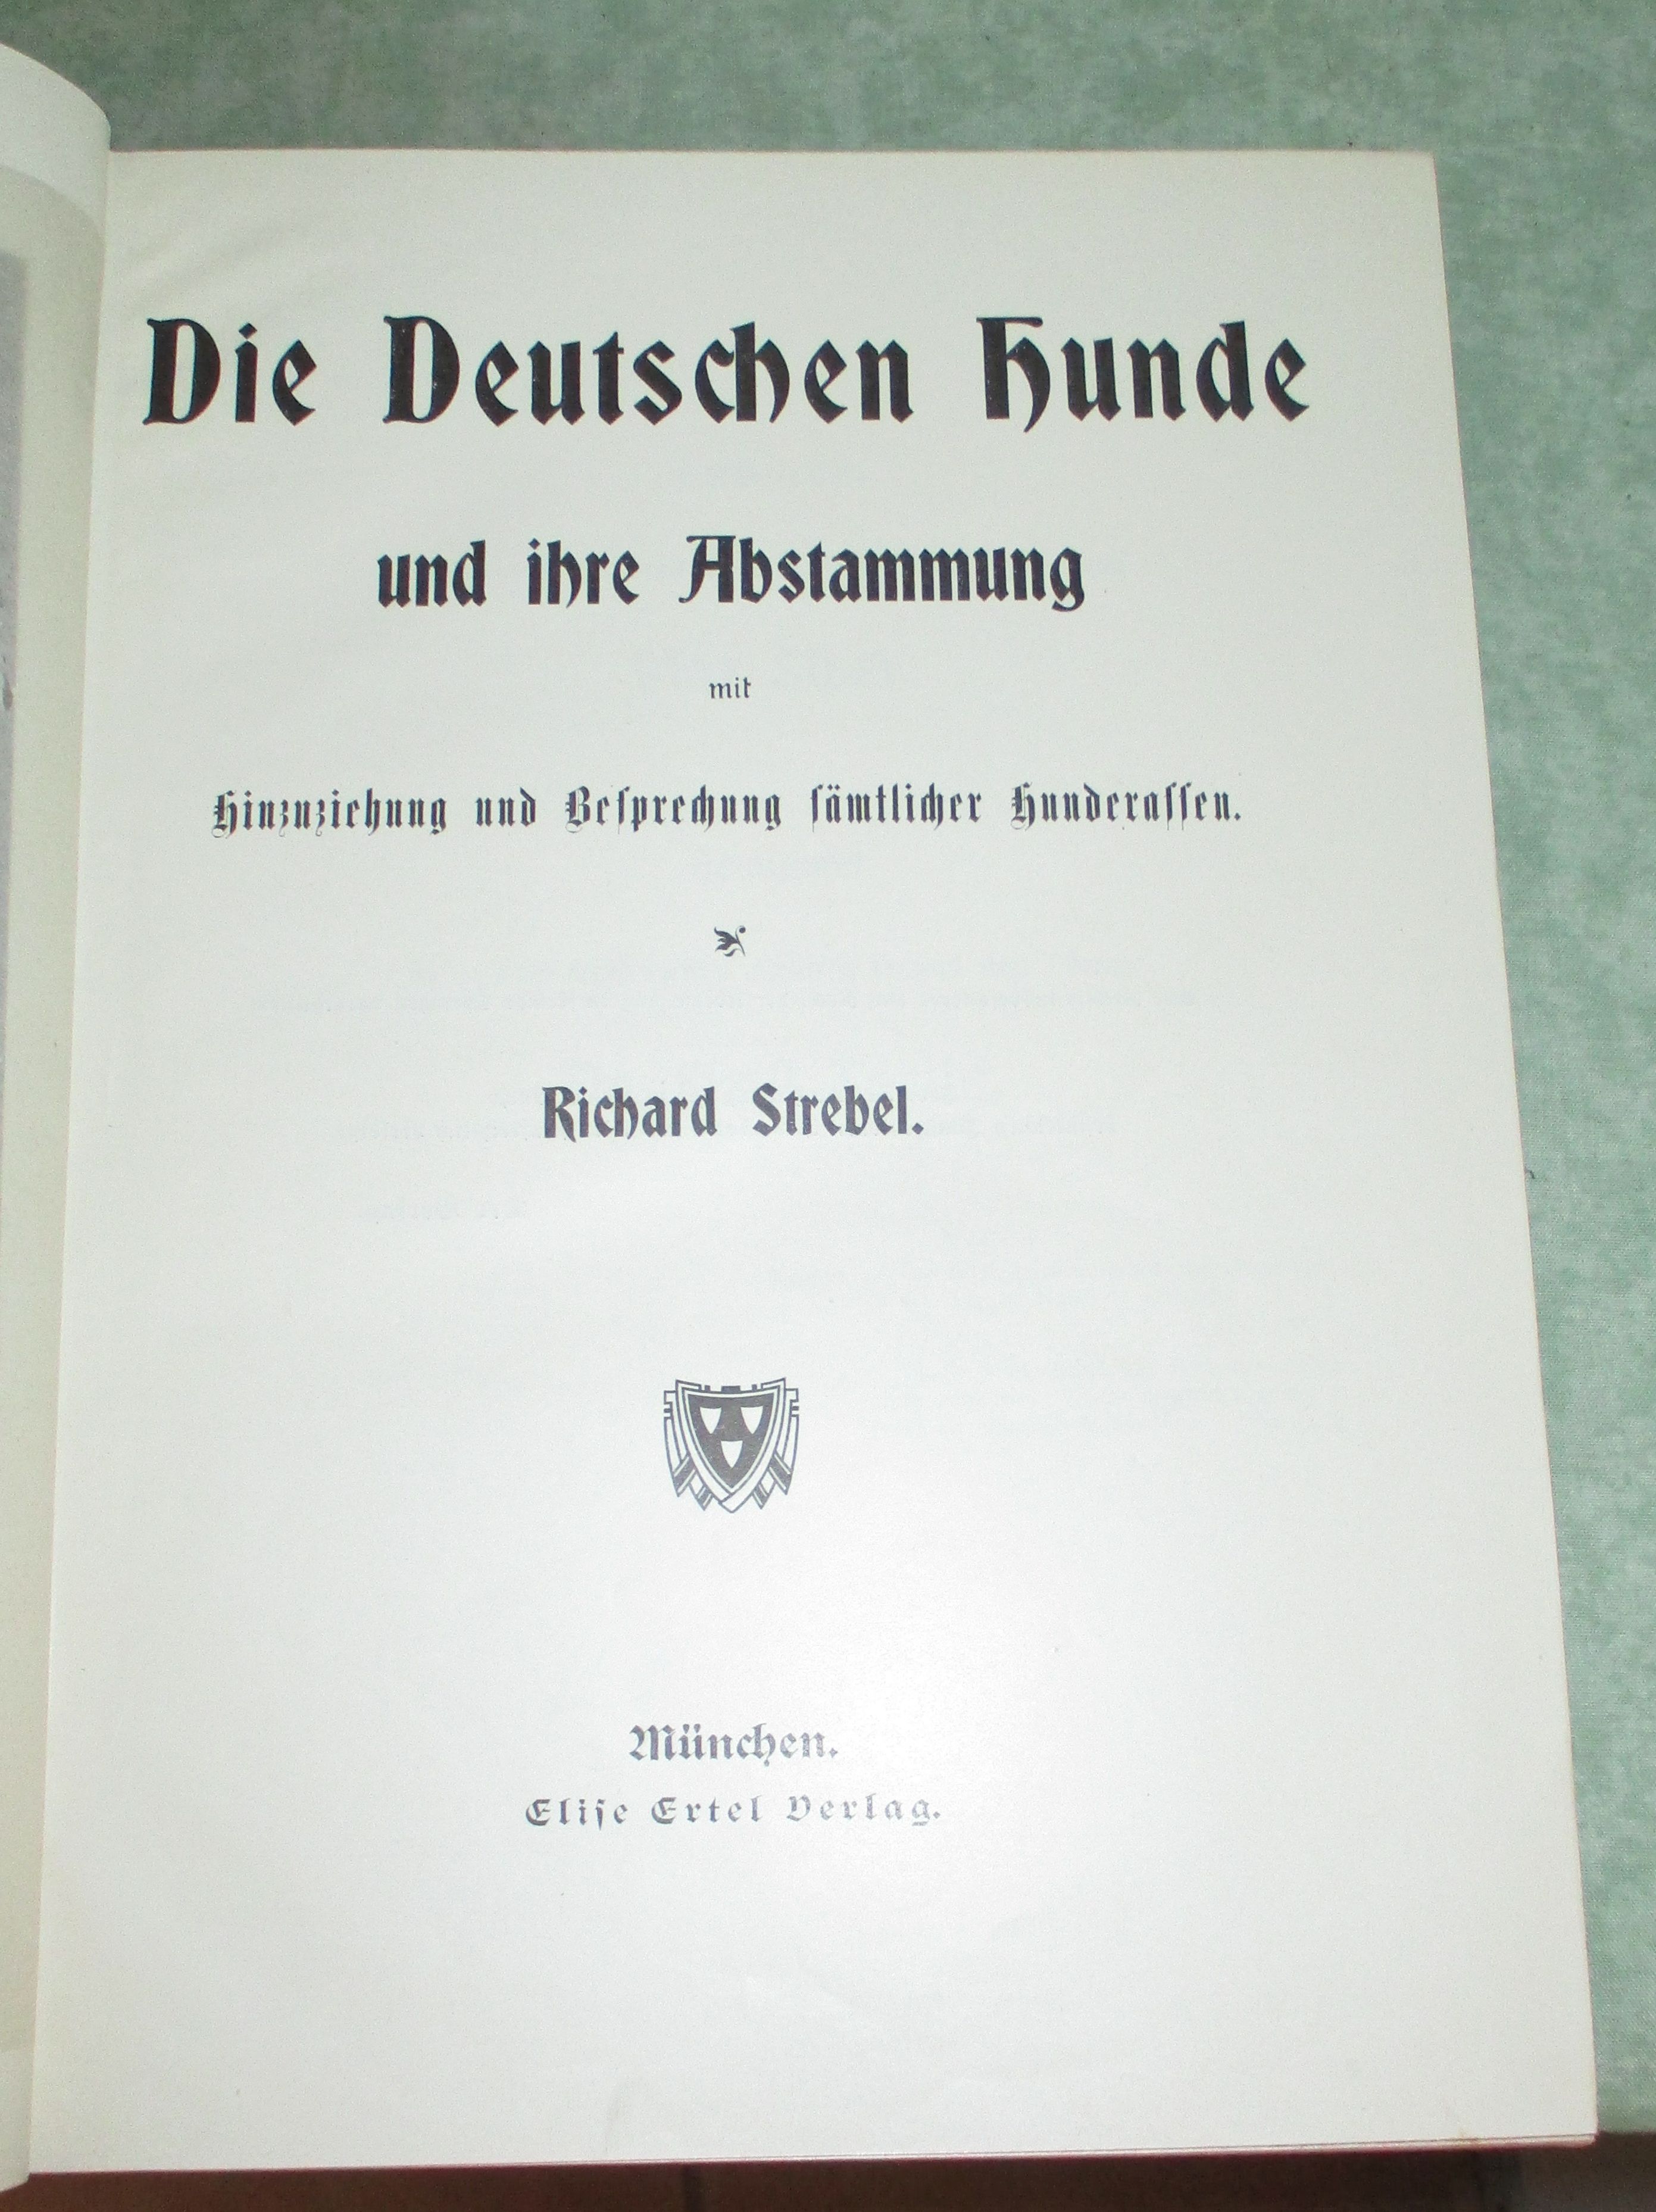 Die Deutschen Hunde
und ihre Abstammung
mit
Hinzuziehung und Besprechung sämtlicher Hunderassen.
Richard Strebel.
München.
Elise Ertel Verlag.